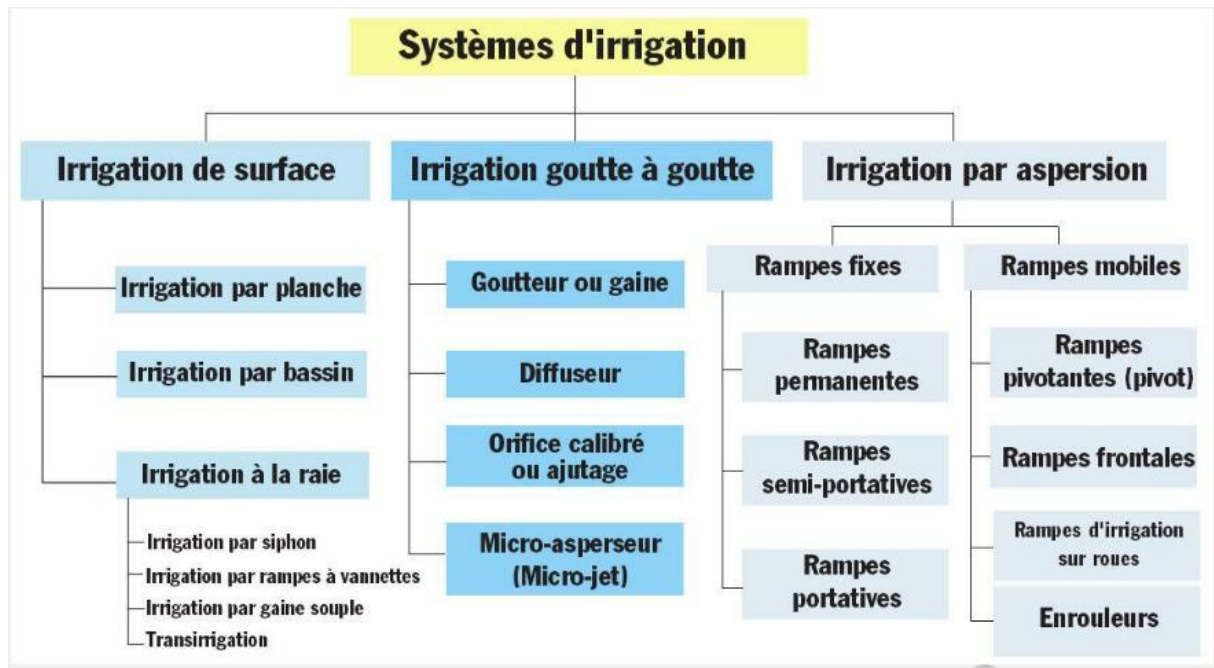 Systèmes d'irrigation
Irrigation de surface
Irrigation par planche
Irrigation par bassin
Irrigation à la raie
Irrigation par siphon
Irrigation par rampes à vannettes
Irrigation par gaine souple
Transirrigation
Irrigation goutte à goutte
Goutteur ou gaine
Diffuseur
Orifice calibré
ou ajutage
Micro-asperseur
(Micro-jet)
Irrigation par aspersion
Rampes fixes
Rampes
permanentes
Rampes
semi-portatives
Rampes
portatives
Rampes mobiles
Rampes
pivotantes (pivot)
Rampes frontales
Rampes d'irrigation
sur roues
Enrouleurs